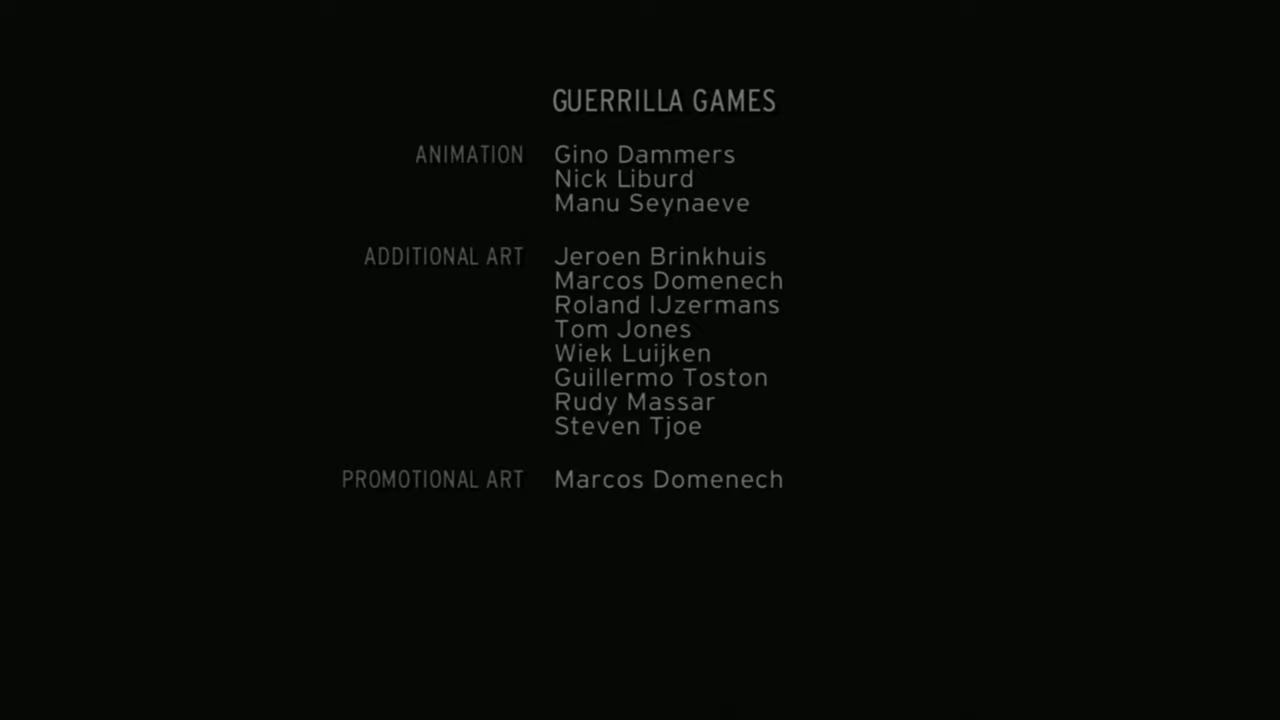 GUERRILLA GAMES
ANIMATION Gino Dammers
Nick Liburd
Manu Seynaeve
ADDITIONAL ART Jeroen Brinkhuis
Marcos Domenech
Roland IJzermans
Tom Jones
Wiek Luijken
Guillermo Toston
Rudy Massar
Steven Tjoe
PROMOTIONAL ART Marcos Domenech